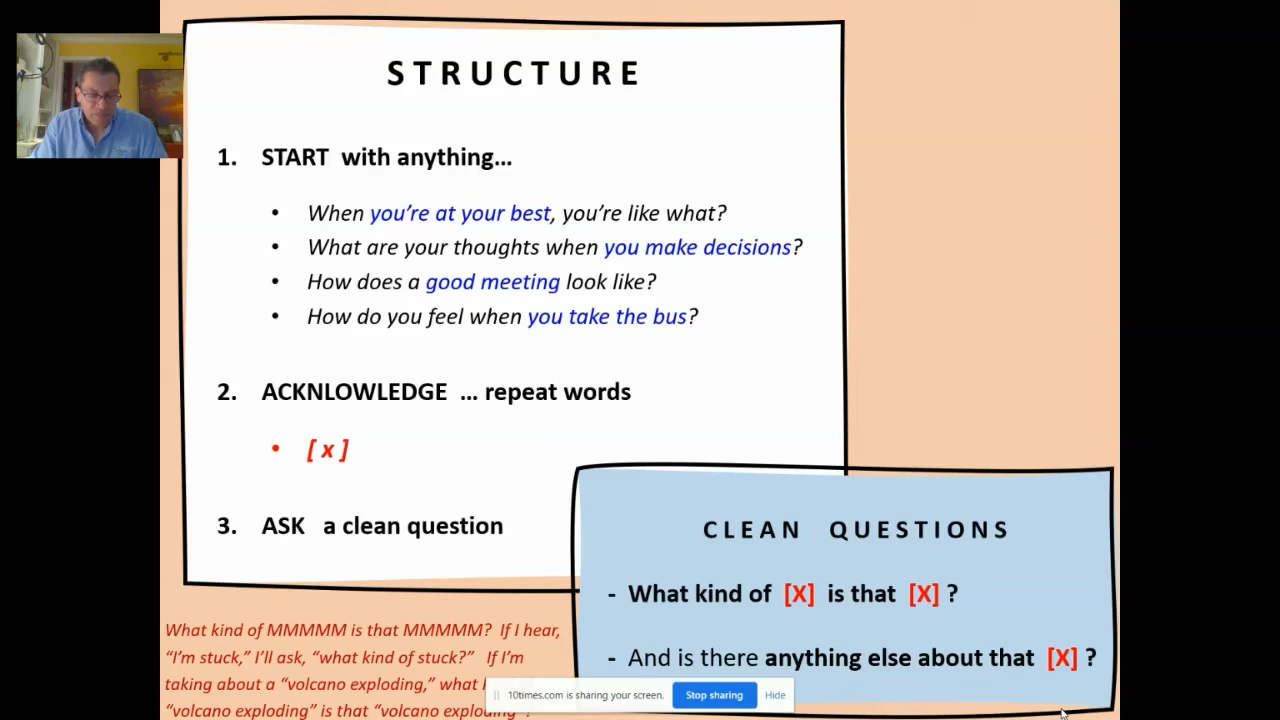 STRUCTURE
1. START with anything...
• When you're at your best, you're like what?
• What are your thoughts when you make decisions?
• How does a good meeting look like?
• How do you feel when you take the bus?
2. ACKNLOWLEDGE ... repeat words
• [ x ]
3. ASK a clean question
CLEAN QUESTIONS
- What kind of [X] is that [X] ?
- And is there anything else about that [X] ?
What kind of MMMMM is that MMMMM? If I hear,
"I'm stuck," I'll ask, "what kind of stuck?" If I'm
taking about a "volcano exploding," what
"volcano exploding" is that "volcano exploding"?
10times.com is sharing your screen. Stop sharing Hide